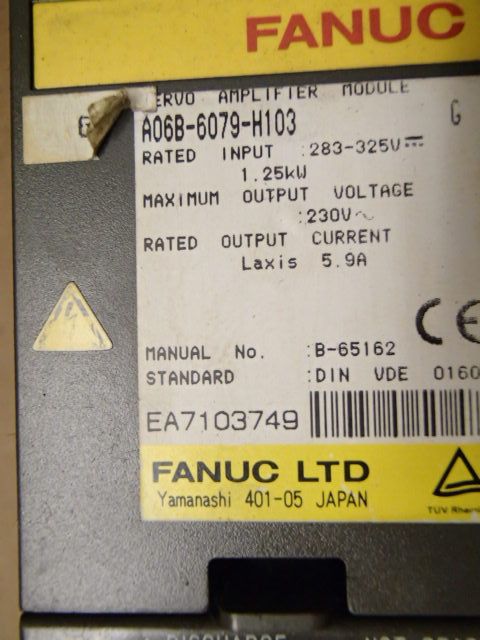 FANUC
SERVO AMPLIFIER MODULE
A06B-6079-H103
G
RATED INPUT :283-325V⎓
1.25kW
MAXIMUM OUTPUT VOLTAGE
:230V~
RATED OUTPUT CURRENT
Laxis 5.9A
CE
MANUAL No. :B-65162
STANDARD :DIN VDE 0160
EA7103749
FANUC LTD
Yamanashi 401-05 JAPAN